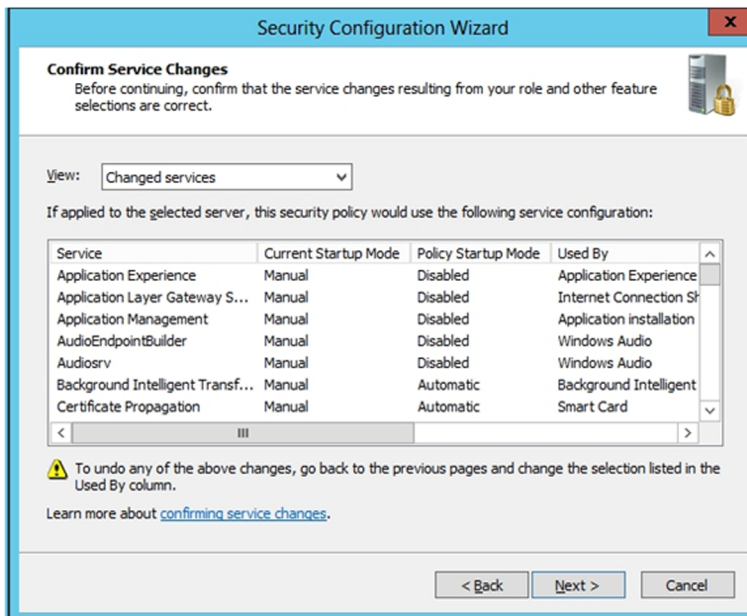 Security Configuration Wizard
x
Confirm Service Changes
Before continuing, confirm that the service changes resulting from your role and other feature
selections are correct.
View: Changed services
If applied to the selected server, this security policy would use the following service configuration:
Service Current Startup Mode Policy Startup Mode Used By
Application Experience Manual Disabled Application Experience
Application Layer Gateway S... Manual Disabled Internet Connection Sh
Application Management Manual Disabled Application installation
AudioEndpointBuilder Manual Disabled Windows Audio
Audiosrv Manual Disabled Windows Audio
Background Intelligent Transf... Manual Automatic Background Intelligent
Certificate Propagation Manual Automatic Smart Card
To undo any of the above changes, go back to the previous pages and change the selection listed in the
Used By column.
Learn more about confirming service changes.
< Back Next > Cancel